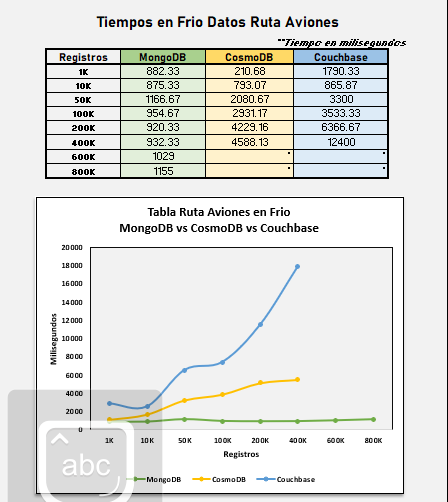 Tiempos en Frio Datos Ruta Aviones
**Tiempo en milisegundos
Registros MongoDB CosmoDB Couchbase
1K 882.33 210.68 1790.33
10K 875.33 793.07 865.87
50K 1166.67 2080.67 3300
100K 954.67 2931.17 3533.33
200K 920.33 4229.16 6366.67
400K 932.33 4588.13 12400
600K 1029 * *
800K 1155 * *
Tabla Ruta Aviones en Frio
MongoDB vs CosmoDB vs Couchbase
20000
18000
16000
14000
12000
10000
8000
6000
4000
2000
0
Milisegundos
1K 10K 50K 100K 200K 400K 600K 800K
Registros
MongoDB CosmoDB Couchbase
abc